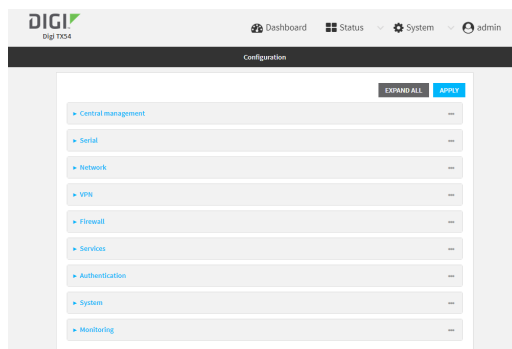 DIGI
Digi TX54
Dashboard Status System admin
Configuration
EXPAND ALL APPLY
Central management
Serial
Network
VPN
Firewall
Services
Authentication
System
Monitoring